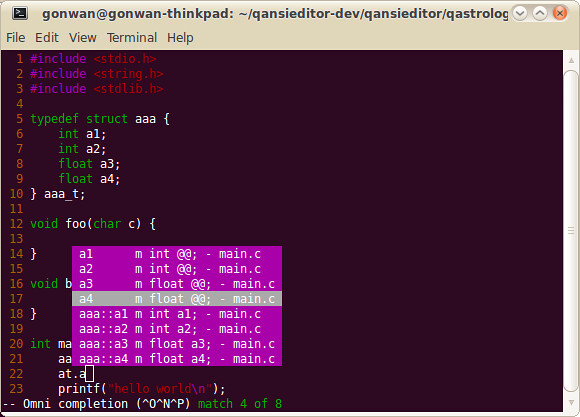 gonwan@gonwan-thinkpad: ~/qansieditor-dev/qansieditor/qastrolog
File Edit View Terminal Help
1 #include <stdio.h>
2 #include <string.h>
3 #include <stdlib.h>
4
5 typedef struct aaa {
6     int a1;
7     int a2;
8     float a3;
9     float a4;
10 } aaa_t;
11
12 void foo(char c) {
13
14 }     a1      m int @@; - main.c
15       a2      m int @@; - main.c
16 void b a3      m float @@; - main.c
17       a4      m float @@; - main.c
18 }     aaa::a1 m int a1; - main.c
19       aaa::a2 m int a2; - main.c
20 int ma aaa::a3 m float a3; - main.c
21     aa aaa::a4 m float a4; - main.c
22     at.a
23     printf("hello world\n");
-- Omni completion (^O^N^P) match 4 of 8